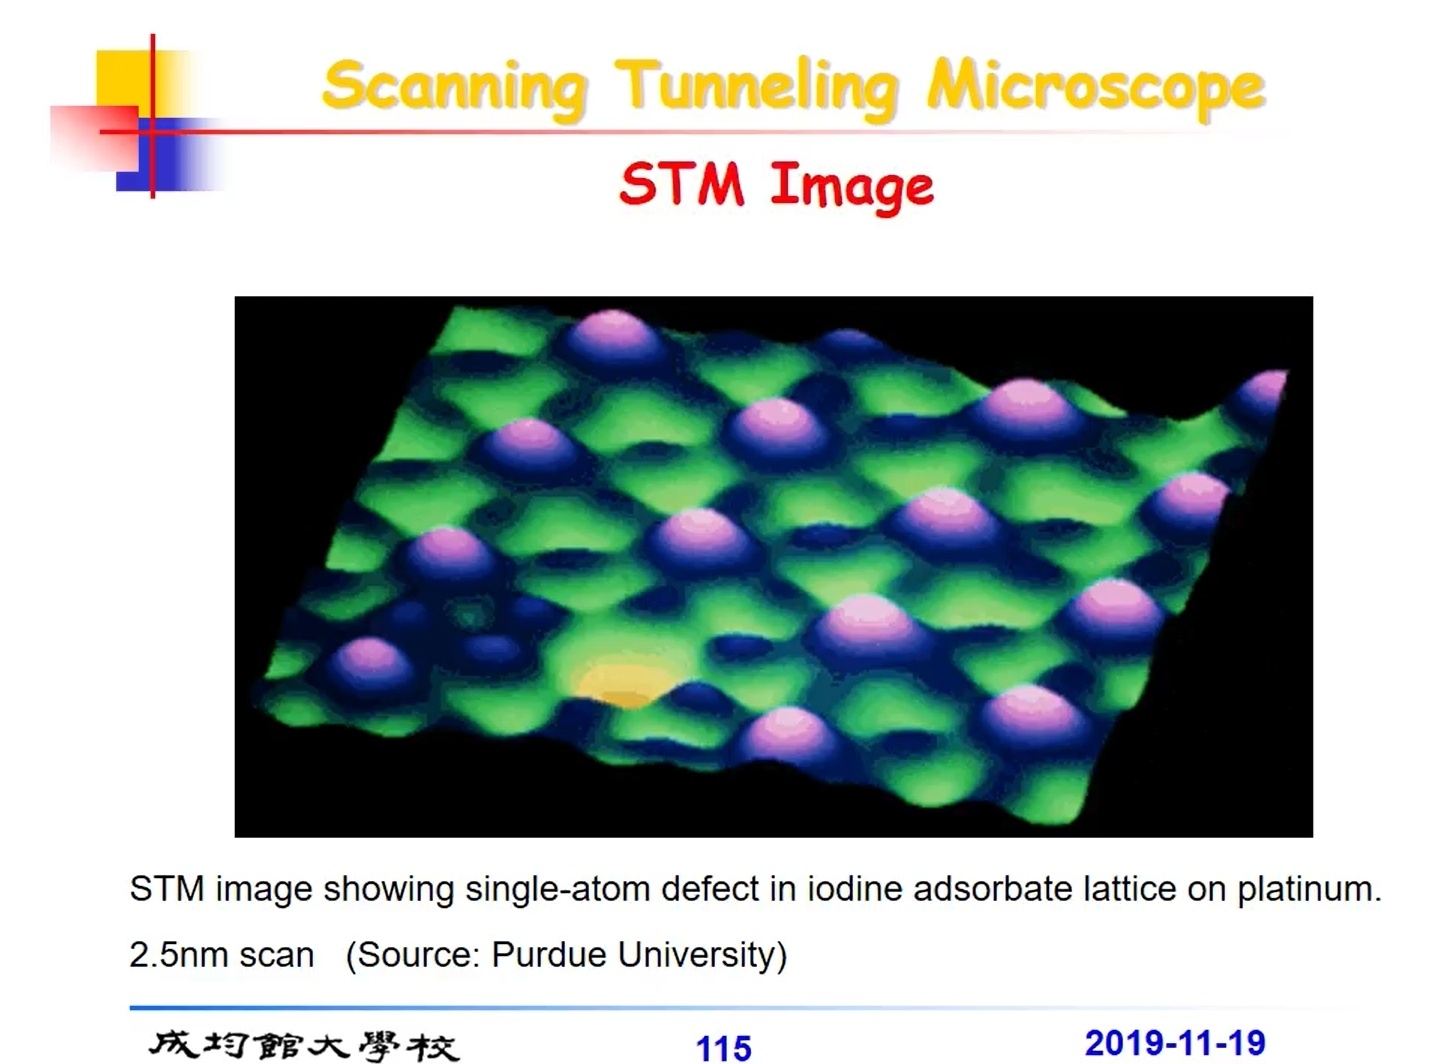 Scanning Tunneling Microscope
STM Image
STM image showing single-atom defect in iodine adsorbate lattice on platinum.
2.5nm scan (Source: Purdue University)
成均館大學校
115
2019-11-19